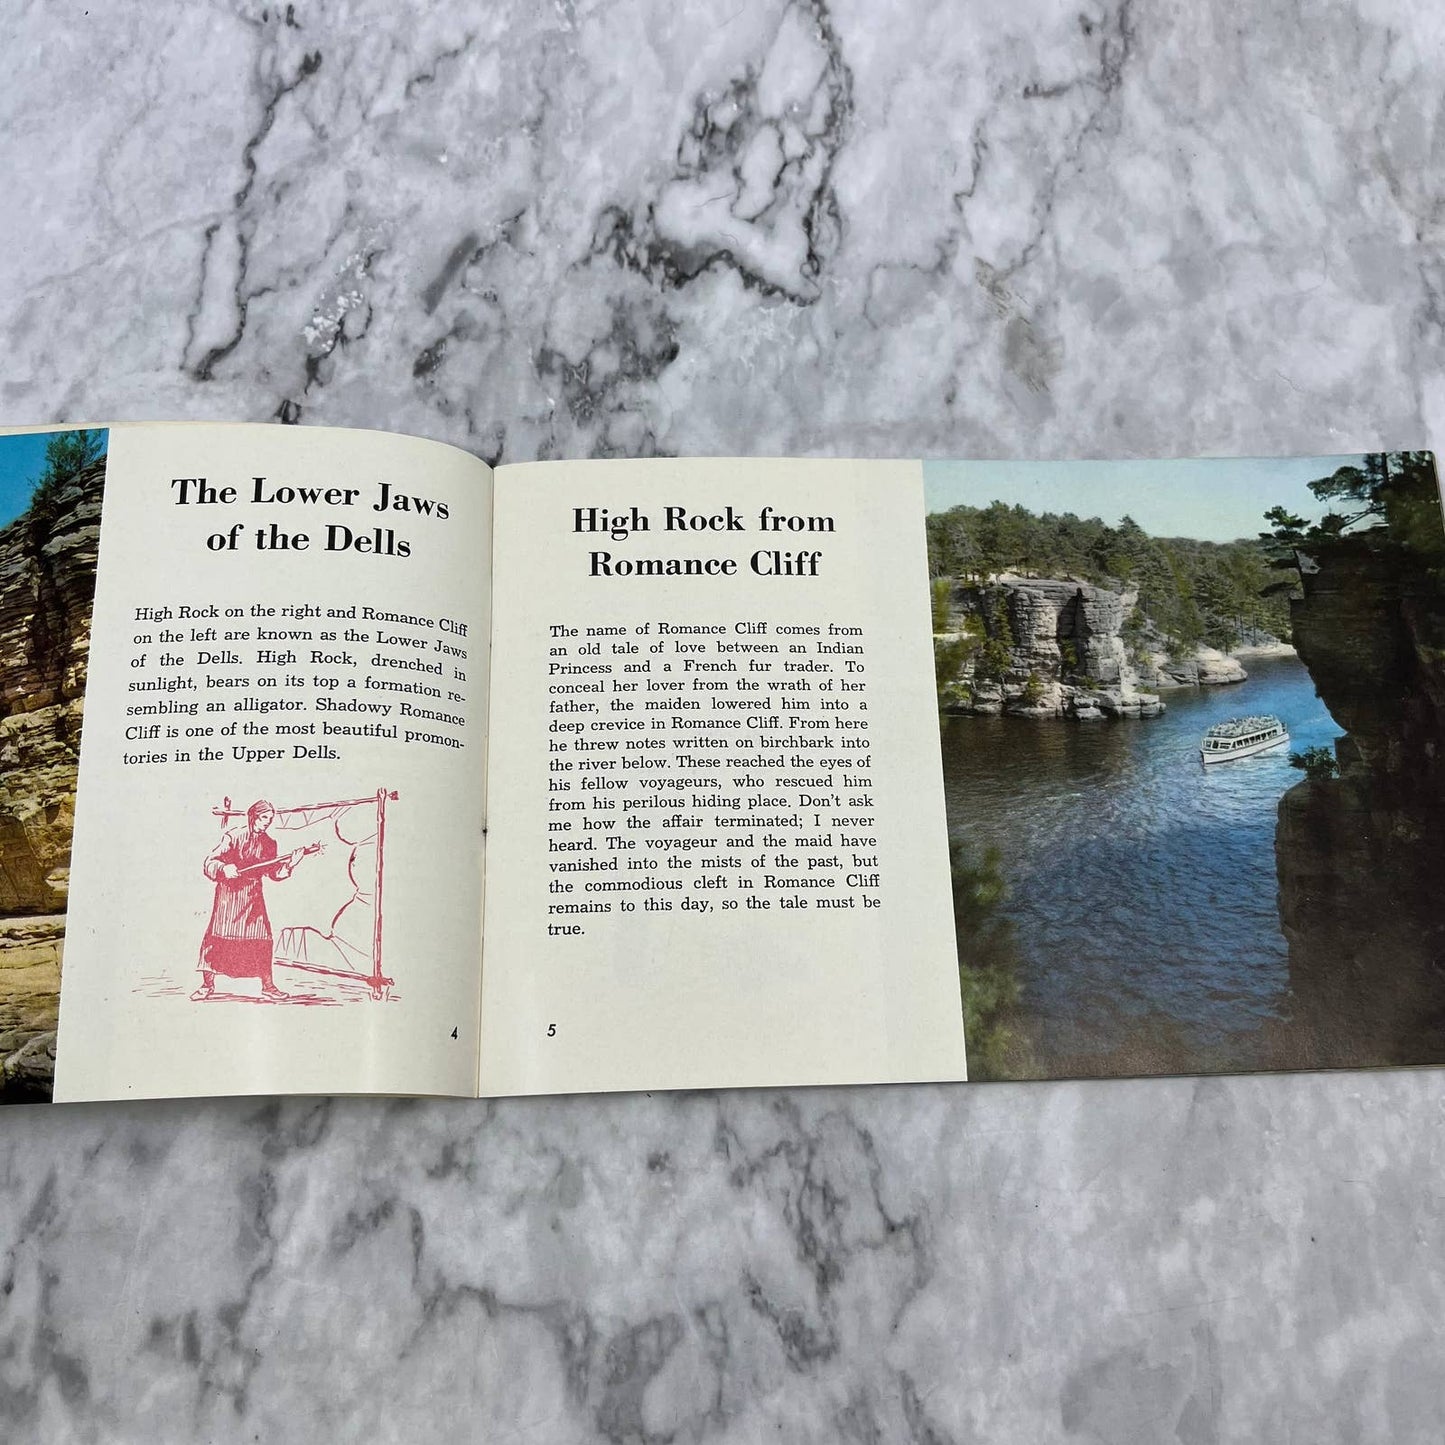 The Lower Jaws
of the Dells
High Rock on the right and Romance Cliff
on the left are known as the Lower Jaws
of the Dells. High Rock, drenched in
sunlight, bears on its top a formation re-
sembling an alligator. Shadowy Romance
Cliff is one of the most beautiful promon-
tories in the Upper Dells.
4
High Rock from
Romance Cliff
The name of Romance Cliff comes from
an old tale of love between an Indian
Princess and a French fur trader. To
conceal her lover from the wrath of her
father, the maiden lowered him into a
deep crevice in Romance Cliff. From here
he threw notes written on birchbark into
the river below. These reached the eyes of
his fellow voyageurs, who rescued him
from his perilous hiding place. Don't ask
me how the affair terminated; I never
heard. The voyageur and the maid have
vanished into the mists of the past, but
the commodious cleft in Romance Cliff
remains to this day, so the tale must be
true.
5